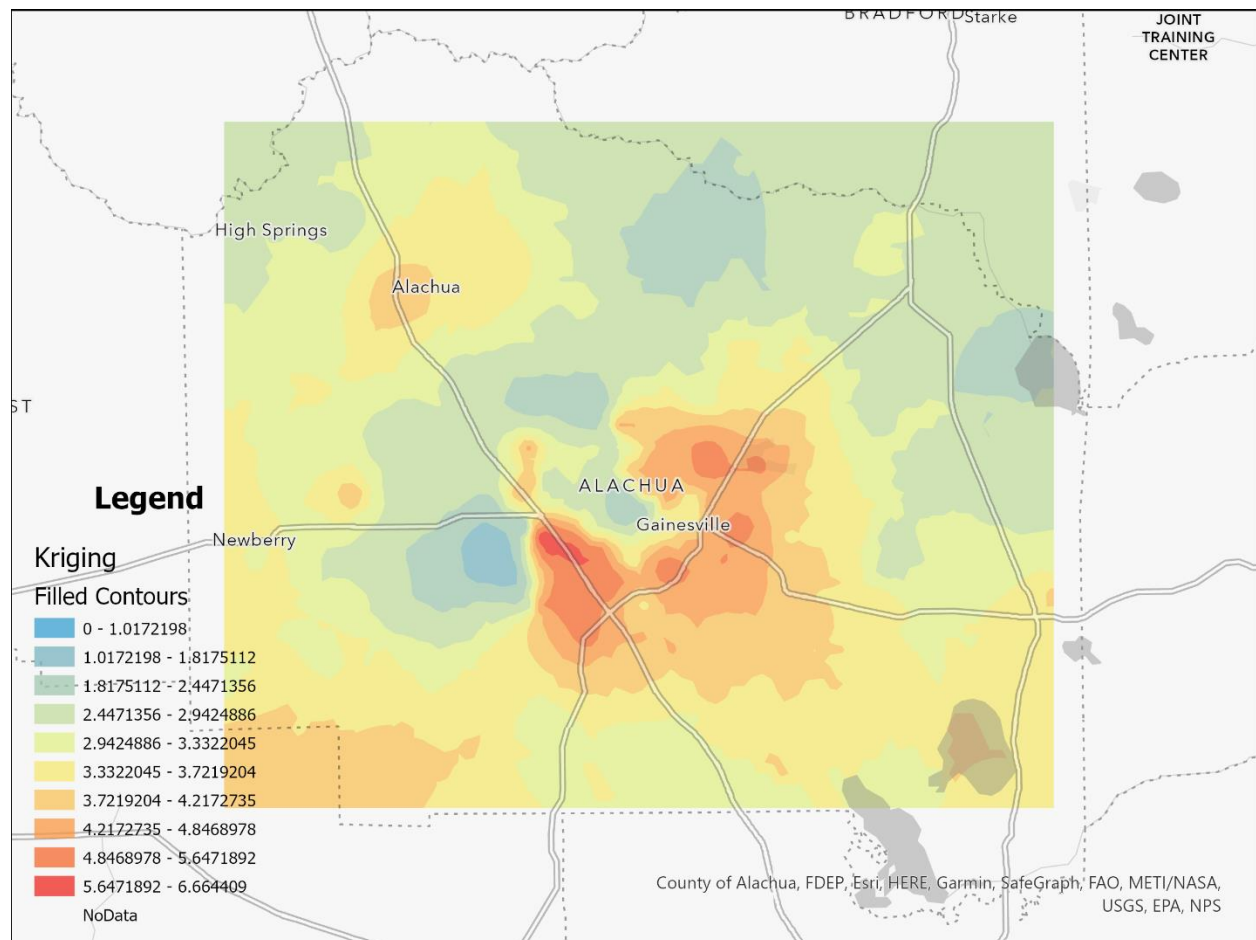 BRADFORD
Starke
JOINT
TRAINING
CENTER
High Springs
Alachua
ST
ALACHUA
Gainesville
Newberry
Legend
Kriging
Filled Contours
0 - 1.0172198
1.0172198 - 1.8175112
1.8175112 - 2.4471356
2.4471356 - 2.9424886
2.9424886 - 3.3322045
3.3322045 - 3.7219204
3.7219204 - 4.2172735
4.2172735 - 4.8468978
4.8468978 - 5.6471892
5.6471892 - 6.664409
NoData
County of Alachua, FDEP, Esri, HERE, Garmin, SafeGraph, FAO, METI/NASA,
USGS, EPA, NPS